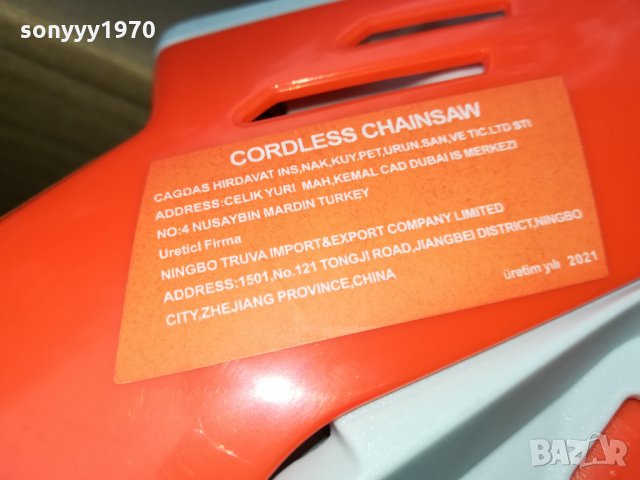 sonyyy1970
CORDLESS CHAINSAW
CAGDAS HIRDAVAT INS,NAK,KUY.PET,URUN.SAN,VE TIC.LTD STI
ADDRESS:CELIK YURI MAH,KEMAL CAD DUBAI IS MERKEZI
NO:4 NUSAYBIN MARDIN TURKEY
Uretici Firma
NINGBO TRUVA IMPORT&EXPORT COMPANY LIMITED
ADDRESS:1501,No.121 TONGJI ROAD,JIANGBEI DISTRICT,NINGBO
CITY,ZHEJIANG PROVINCE,CHINA
üretim yılı 2021
BAZAR
bg